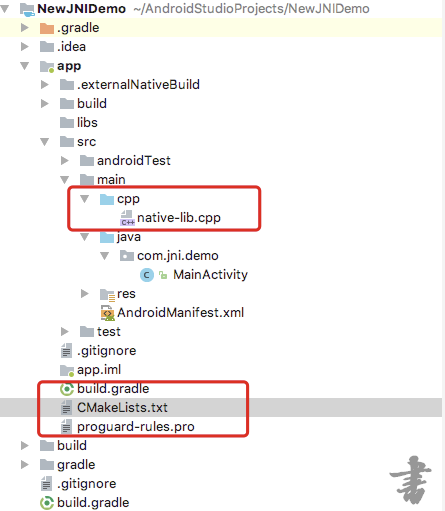 NewJNIDemo ~/AndroidStudioProjects/NewJNIDemo
.gradle
.idea
app
.externalNativeBuild
build
libs
src
androidTest
main
cpp
native-lib.cpp
java
com.jni.demo
MainActivity
res
AndroidManifest.xml
test
.gitignore
app.iml
build.gradle
CMakeLists.txt
proguard-rules.pro
build
gradle
.gitignore
build.gradle
書